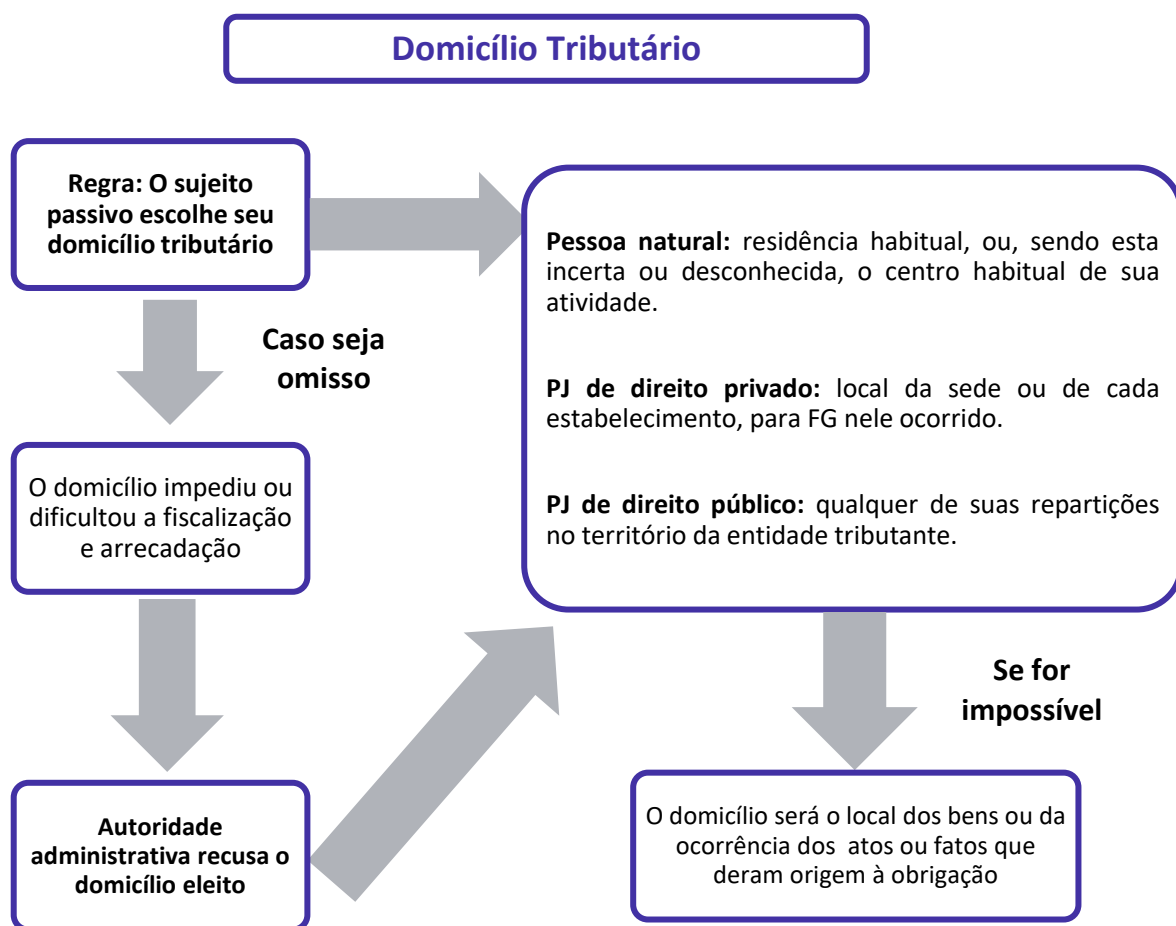 Domicílio Tributário
Regra: O sujeito
passivo escolhe seu
domicílio tributário
Caso seja
omisso
Pessoa natural: residência habitual, ou, sendo esta
incerta ou desconhecida, o centro habitual de sua
atividade.
PJ de direito privado: local da sede ou de cada
estabelecimento, para FG nele ocorrido.
PJ de direito público: qualquer de suas repartições
no território da entidade tributante.
O domicílio impediu ou
dificultou a fiscalização
e arrecadação
Autoridade
administrativa recusa o
domicílio eleito
Se for
impossível
O domicílio será o local dos bens ou da
ocorrência dos atos ou fatos que
deram origem à obrigação